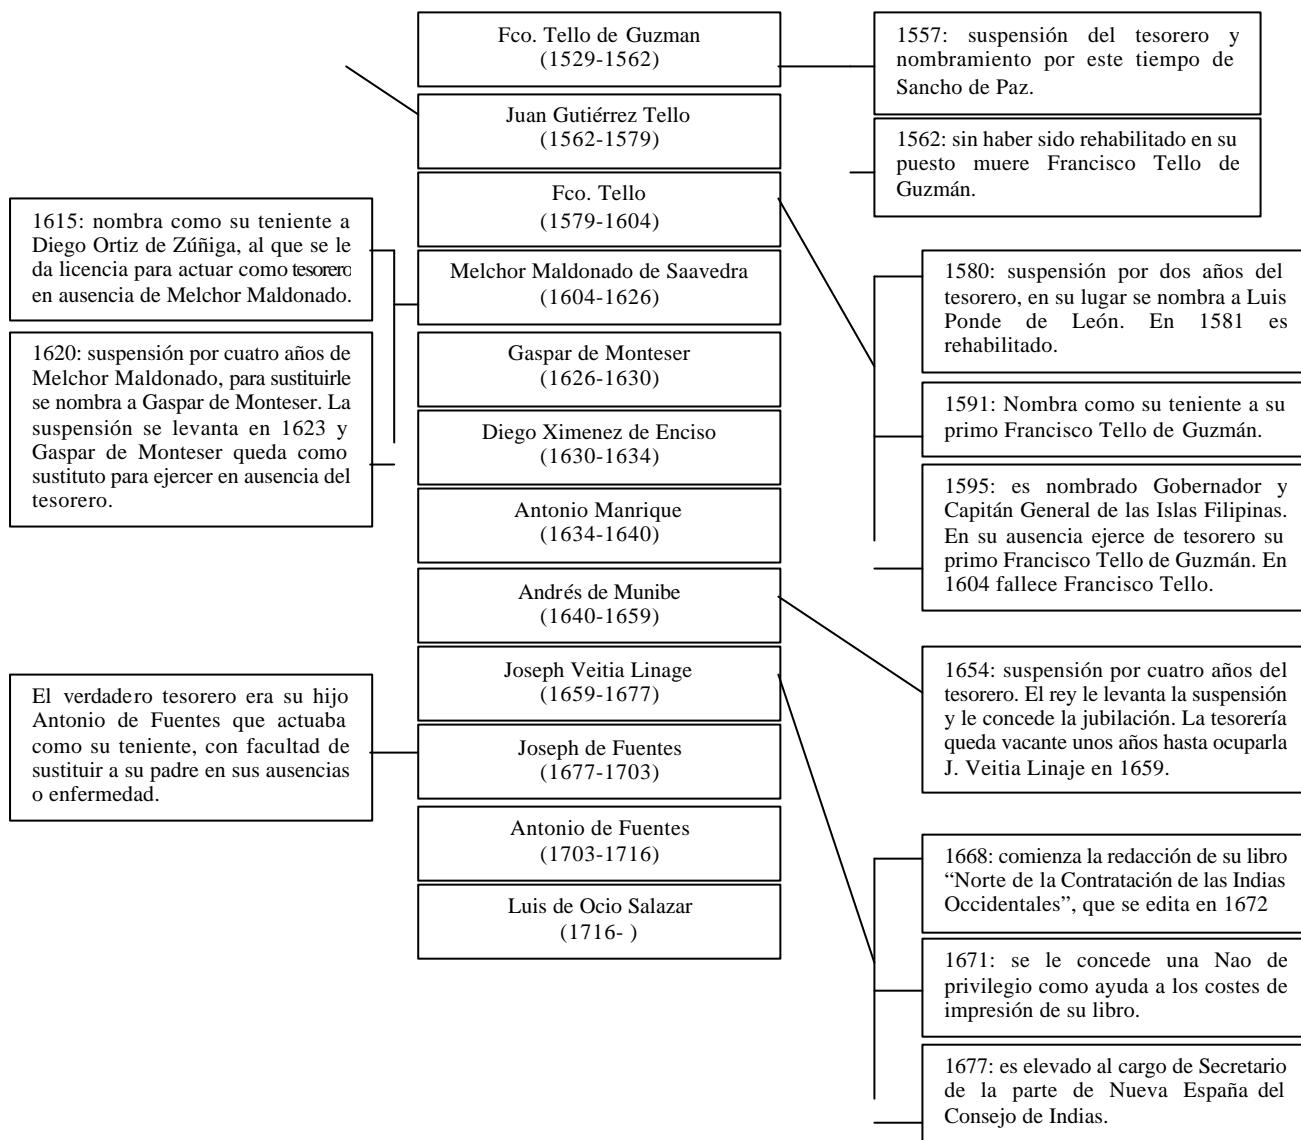 Fco. Tello de Guzman
(1529-1562)
1557: suspensión del tesorero y
nombramiento por este tiempo de
Sancho de Paz.
Juan Gutiérrez Tello
(1562-1579)
1562: sin haber sido rehabilitado en su
puesto muere Francisco Tello de
Guzmán.
Fco. Tello
(1579-1604)
1615: nombra como su teniente a
Diego Ortiz de Zúñiga, al que se le
da licencia para actuar como tesorero
en ausencia de Melchor Maldonado.
Melchor Maldonado de Saavedra
(1604-1626)
1580: suspensión por dos años del
tesorero, en su lugar se nombra a Luis
Ponde de León. En 1581 es
rehabilitado.
1620: suspensión por cuatro años de
Melchor Maldonado, para sustituirle
se nombra a Gaspar de Monteser. La
suspensión se levanta en 1623 y
Gaspar de Monteser queda como
sustituto para ejercer en ausencia del
tesorero.
Gaspar de Monteser
(1626-1630)
1591: Nombra como su teniente a su
primo Francisco Tello de Guzmán.
Diego Ximenez de Enciso
(1630-1634)
1595: es nombrado Gobernador y
Capitán General de las Islas Filipinas.
En su ausencia ejerce de tesorero su
primo Francisco Tello de Guzmán. En
1604 fallece Francisco Tello.
Antonio Manrique
(1634-1640)
Andrés de Munibe
(1640-1659)
Joseph Veitia Linage
(1659-1677)
1654: suspensión por cuatro años del
tesorero. El rey le levanta la suspensión
y le concede la jubilación. La tesorería
queda vacante unos años hasta ocuparla
J. Veitia Linaje en 1659.
El verdadero tesorero era su hijo
Antonio de Fuentes que actuaba
como su teniente, con facultad de
sustituir a su padre en sus ausencias
o enfermedad.
Joseph de Fuentes
(1677-1703)
Antonio de Fuentes
(1703-1716)
1668: comienza la redacción de su libro
“Norte de la Contratación de las Indias
Occidentales”, que se edita en 1672
Luis de Ocio Salazar
(1716- )
1671: se le concede una Nao de
privilegio como ayuda a los costes de
impresión de su libro.
1677: es elevado al cargo de Secretario
de la parte de Nueva España del
Consejo de Indias.